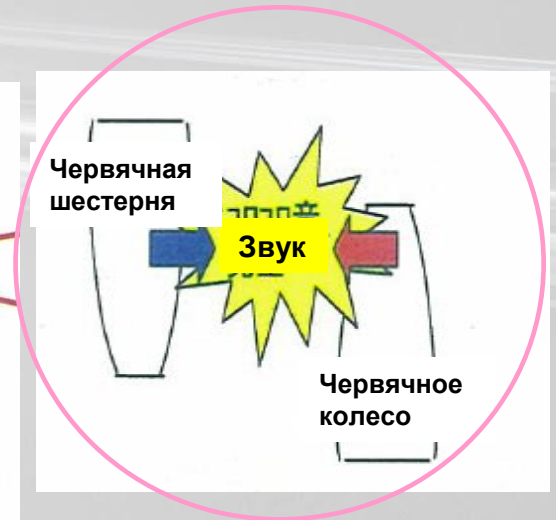 Червячная
шестерня
Звук
Червячное
колесо